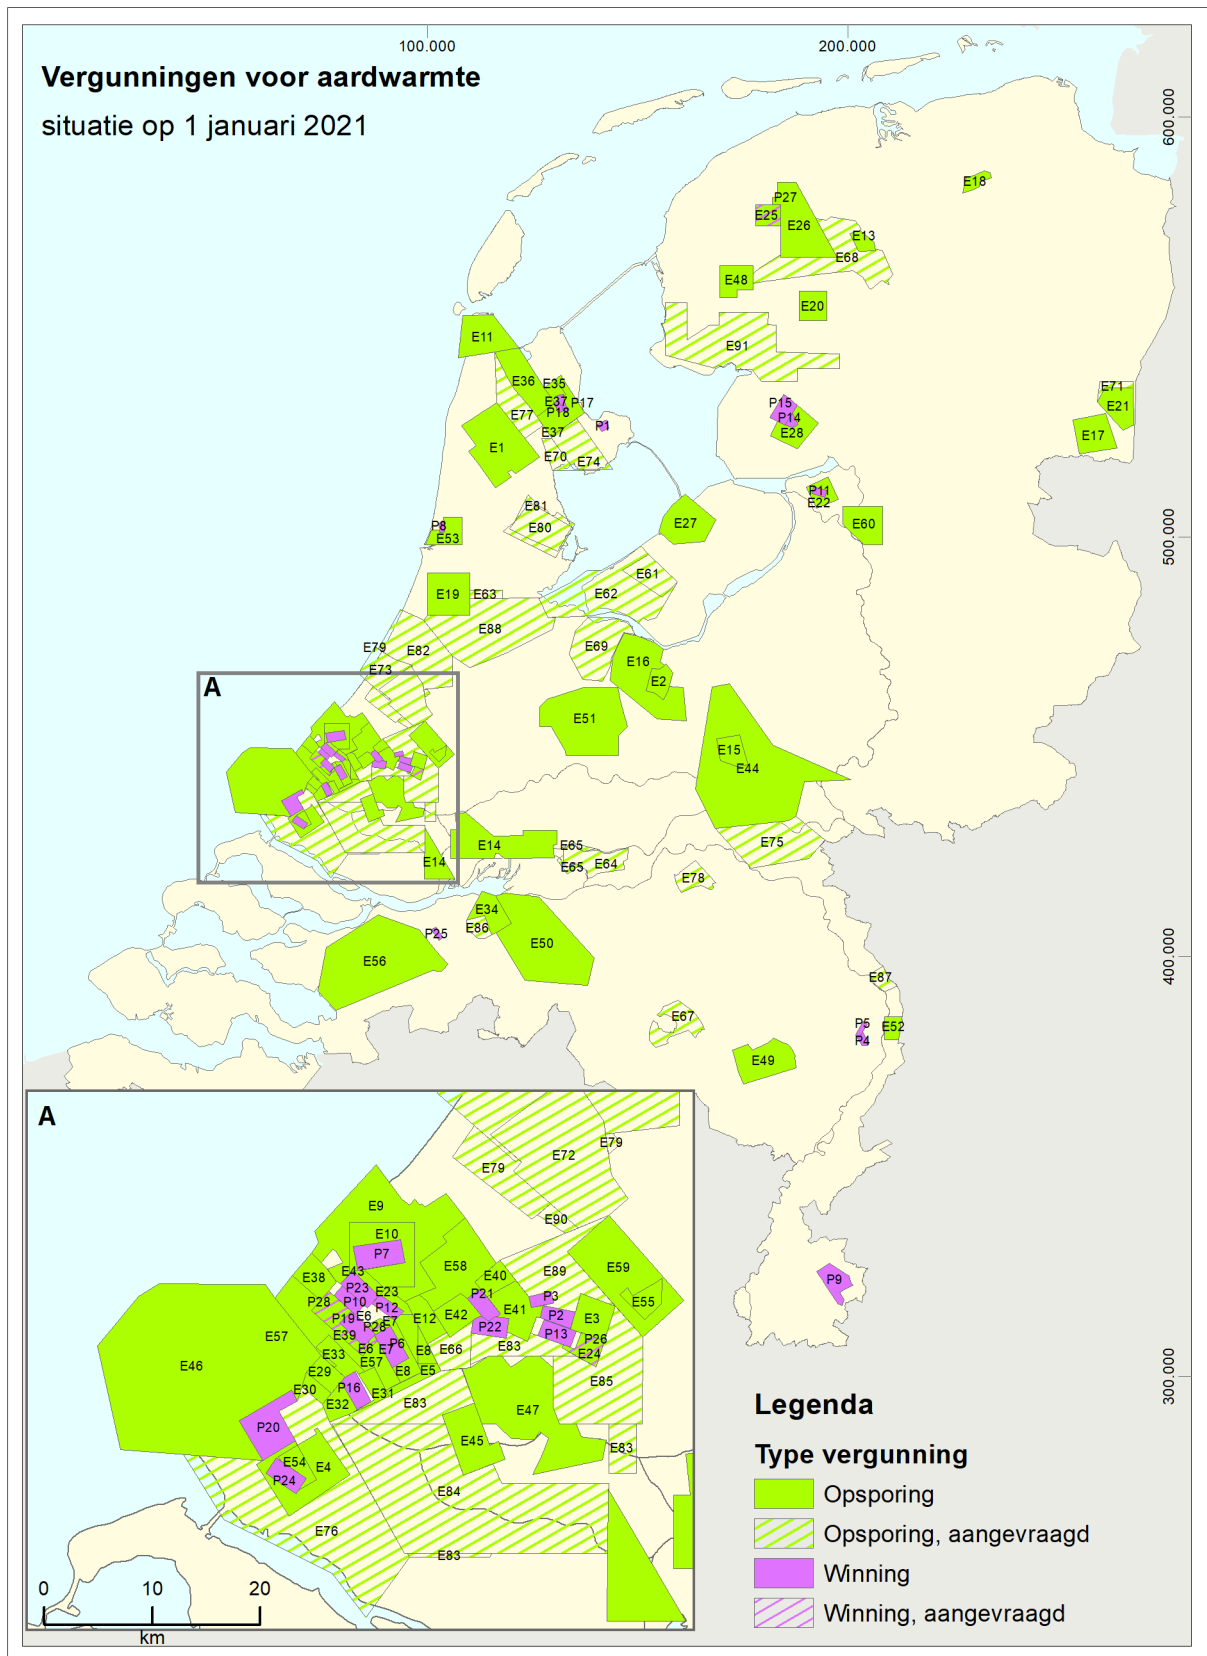 100.000
200.000
Vergunningen voor aardwarmte
situatie op 1 januari 2021
600.000
500.000
400.000
300.000
E18
P27
E25
E26
E13
E68
E48
E20
E11
E91
E36
E35
E37
P17
P18
E77
E37
P1
E1
E70
E74
P15
P14
E28
E71
E21
E17
E81
E80
P8
E53
E27
P11
E22
E60
E19
E63
E61
E62
E88
E79
E82
E73
E69
E16
E2
A
E51
E15
E44
E14
E14
E65
E65
E64
E75
E78
E34
E86
P25
E50
E56
E87
E67
P5
P4
E52
E49
P9
A
E79
E72
E79
E90
E9
E10
P7
E58
E59
E89
E40
E38
E43
P23
E23
P21
P3
E55
P28
P10
P12
E41
P2
E3
P19
E6
E7
E12
E42
P28
P22
P13
P26
E39
P6
E57
E6
E7
E8
E66
E83
E24
E33
E57
E46
E29
E8
E5
E85
E30
P16
E31
E32
E83
E47
P20
E45
E83
E54
E4
P24
E84
E76
E83
0
10
20
km
Legenda
Type vergunning
Opsporing
Opsporing, aangevraagd
Winning
Winning, aangevraagd